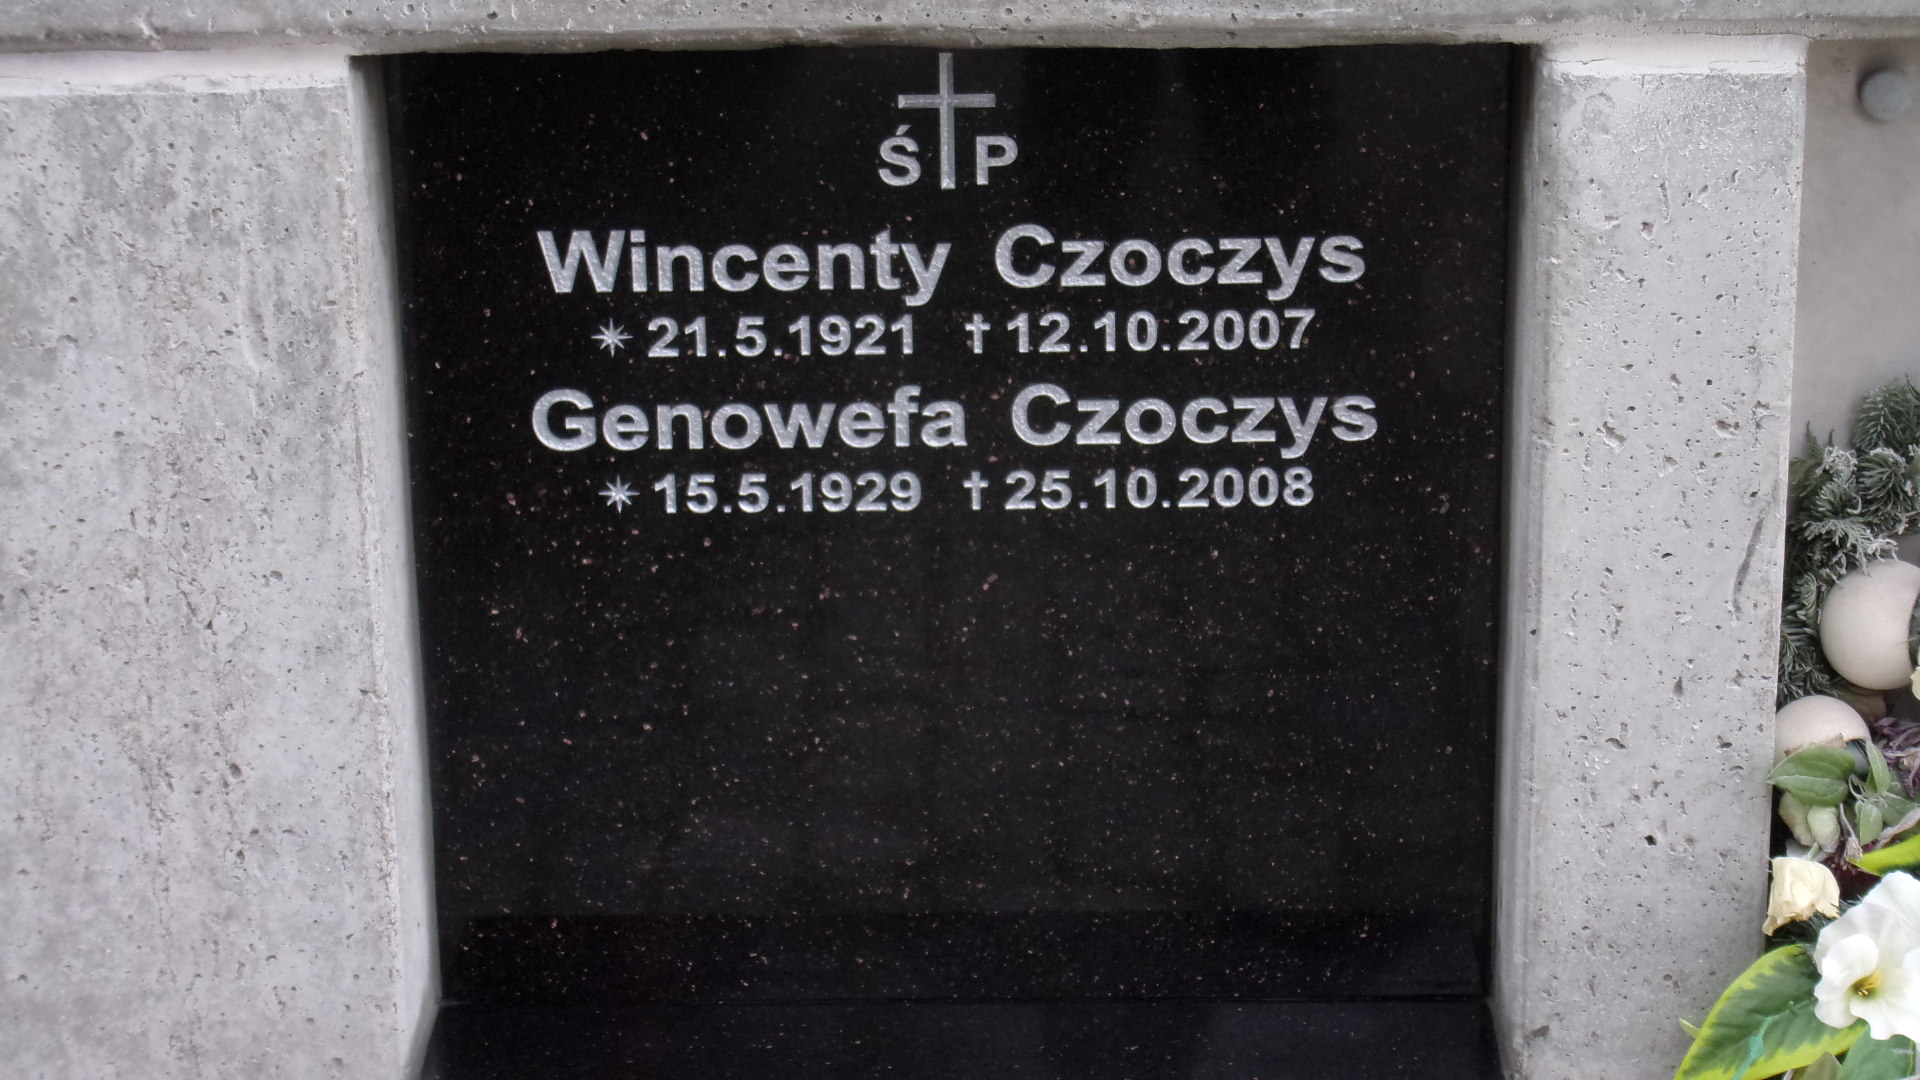 Ś P
Wincenty Czoczys
* 21.5.1921 † 12.10.2007
Genowefa Czoczys
* 15.5.1929 † 25.10.2008